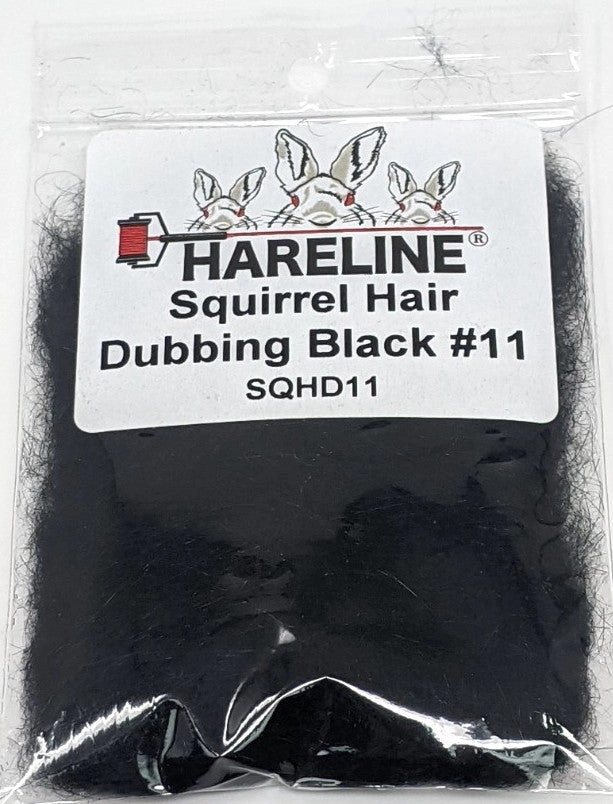 HARELINE®
Squirrel Hair
Dubbing Black #11
SQHD11